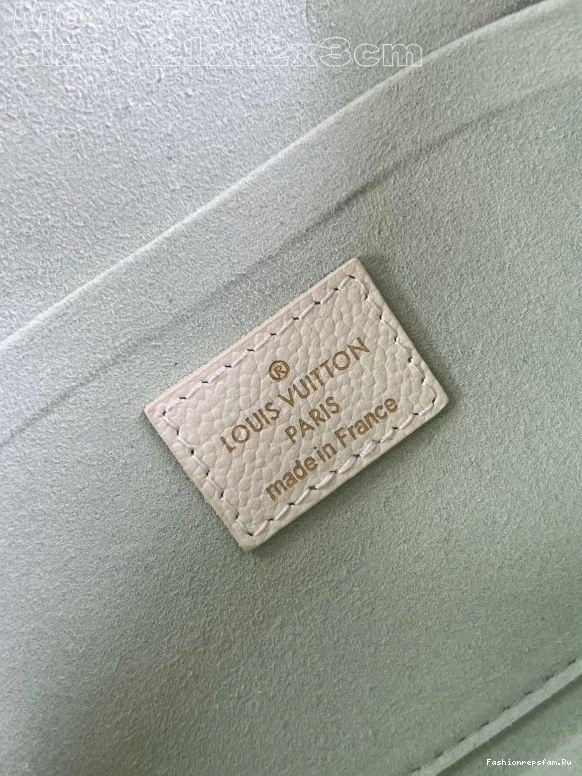 size : 21x12x3cm
®
LOUIS VUITTON
PARIS
made in France
Fashionrepsfam.Ru